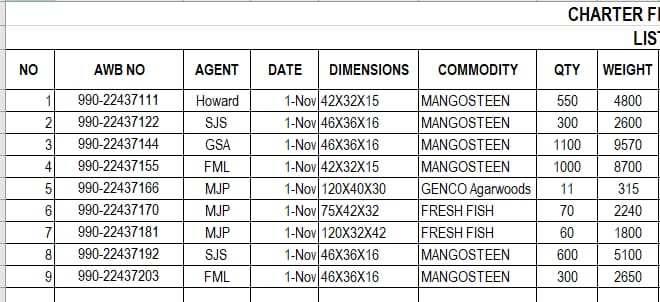 CHARTER
LIST
NO AWB NO AGENT DATE DIMENSIONS COMMODITY QTY WEIGHT
1 990-22437111 Howard 1-Nov 42X32X15 MANGOSTEEN 550 4800
2 990-22437122 SJS 1-Nov 46X36X16 MANGOSTEEN 300 2600
3 990-22437144 GSA 1-Nov 46X36X16 MANGOSTEEN 1100 9570
4 990-22437155 FML 1-Nov 42X32X15 MANGOSTEEN 1000 8700
5 990-22437166 MJP 1-Nov 120X40X30 GENCO Agarwoods 11 315
6 990-22437170 MJP 1-Nov 75X42X32 FRESH FISH 70 2240
7 990-22437181 MJP 1-Nov 120X32X42 FRESH FISH 60 1800
8 990-22437192 SJS 1-Nov 46X36X16 MANGOSTEEN 600 5100
9 990-22437203 FML 1-Nov 46X36X16 MANGOSTEEN 300 2650